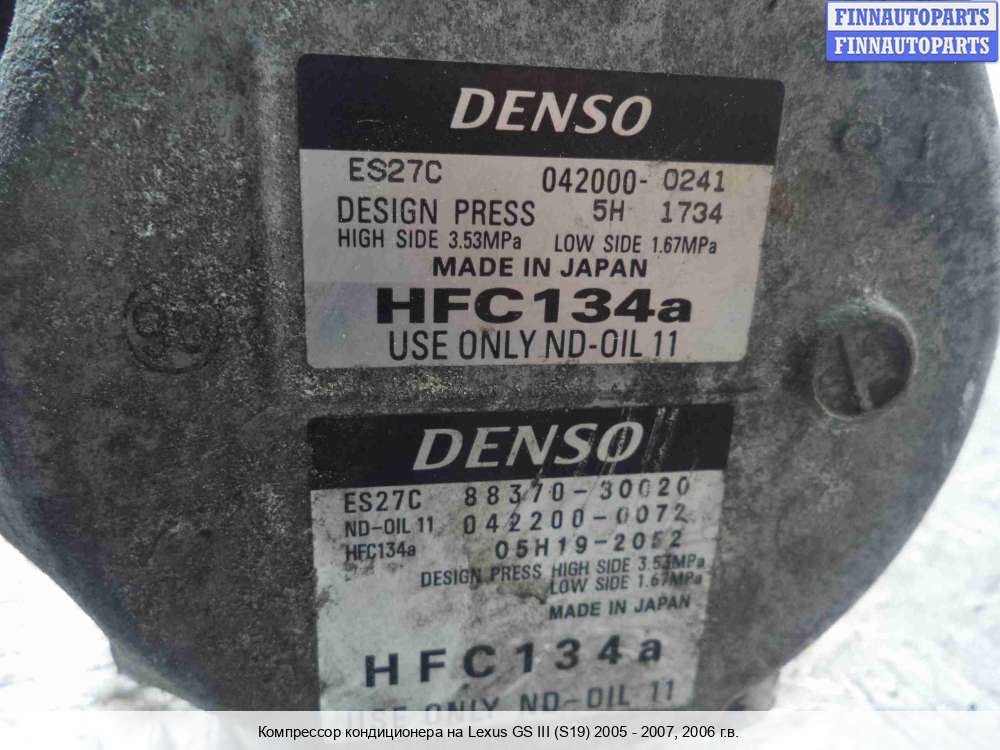 FINNAUTOPARTS
FINNAUTOPARTS
DENSO
ES27C 042000-0241
DESIGN PRESS 5H 1734
HIGH SIDE 3.53MPa LOW SIDE 1.67MPa
MADE IN JAPAN
HFC134a
USE ONLY ND-OIL 11
DENSO
ES27C 88370-30020
ND-OIL 11 042200-0072
HFC134a 05H19-2052
DESIGN PRESS HIGH SIDE 3.53MPa
LOW SIDE 1.67MPa
MADE IN JAPAN
HFC134a
USE ONLY ND-OIL 11
Компрессор кондиционера на Lexus GS III (S19) 2005 - 2007, 2006 г.в.